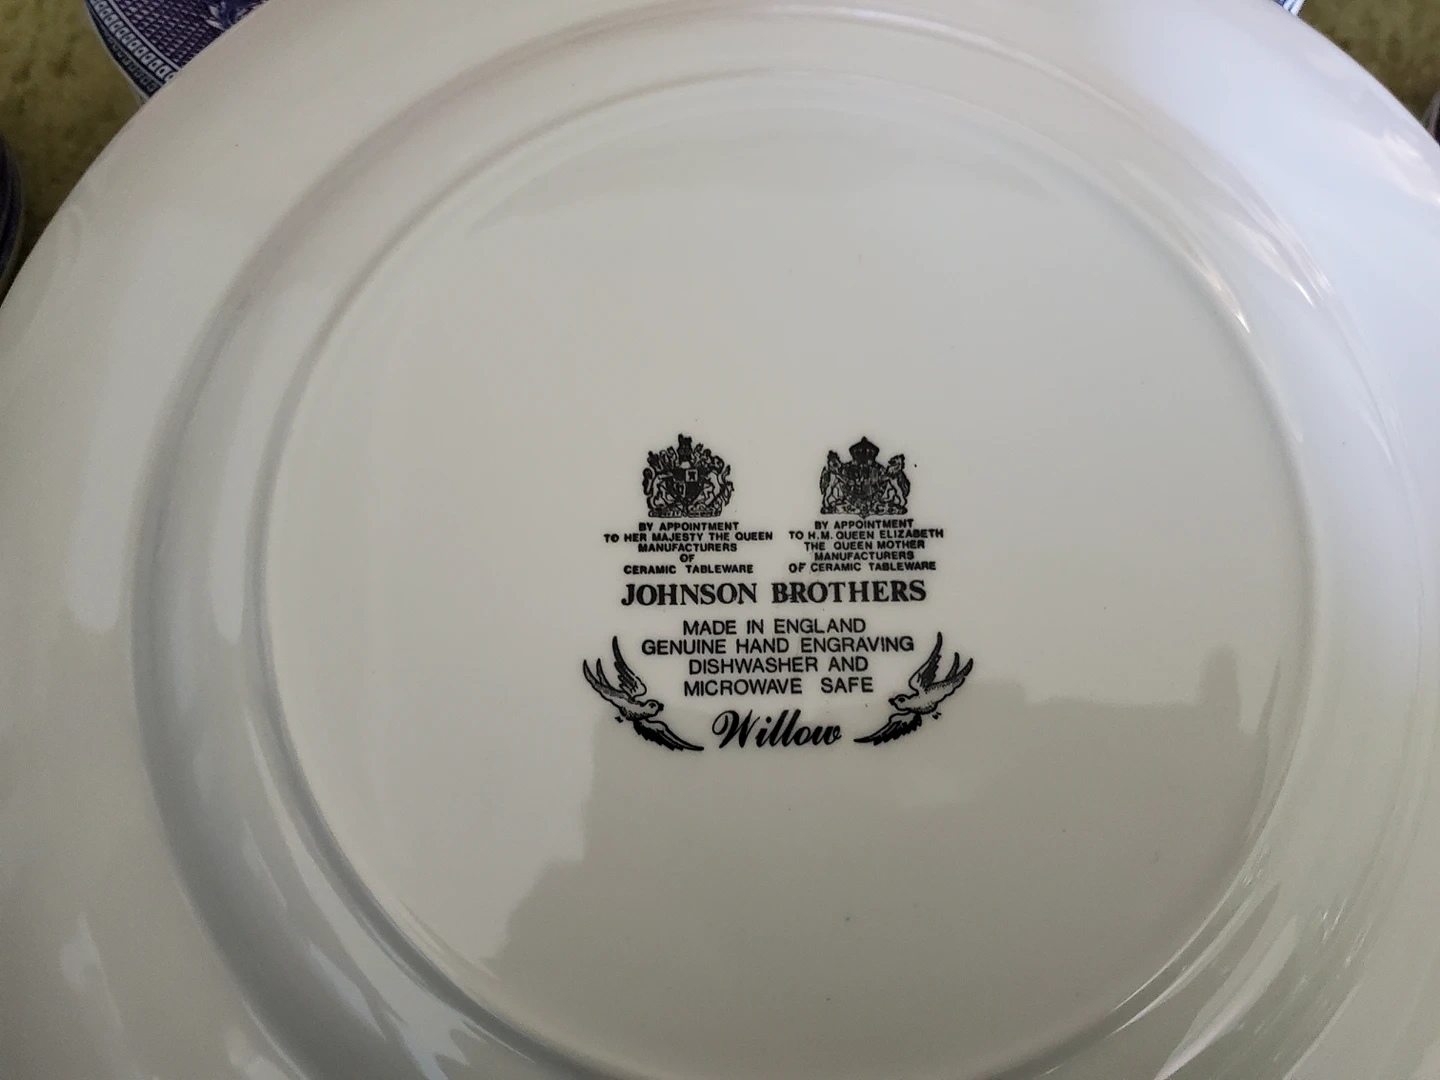 BY APPOINTMENT
TO HER MAJESTY THE QUEEN
MANUFACTURERS
OF
CERAMIC TABLEWARE
BY APPOINTMENT
TO H.M. QUEEN ELIZABETH
THE QUEEN MOTHER
MANUFACTURERS
OF CERAMIC TABLEWARE
JOHNSON BROTHERS
MADE IN ENGLAND
GENUINE HAND ENGRAVING
DISHWASHER AND
MICROWAVE SAFE
Willow